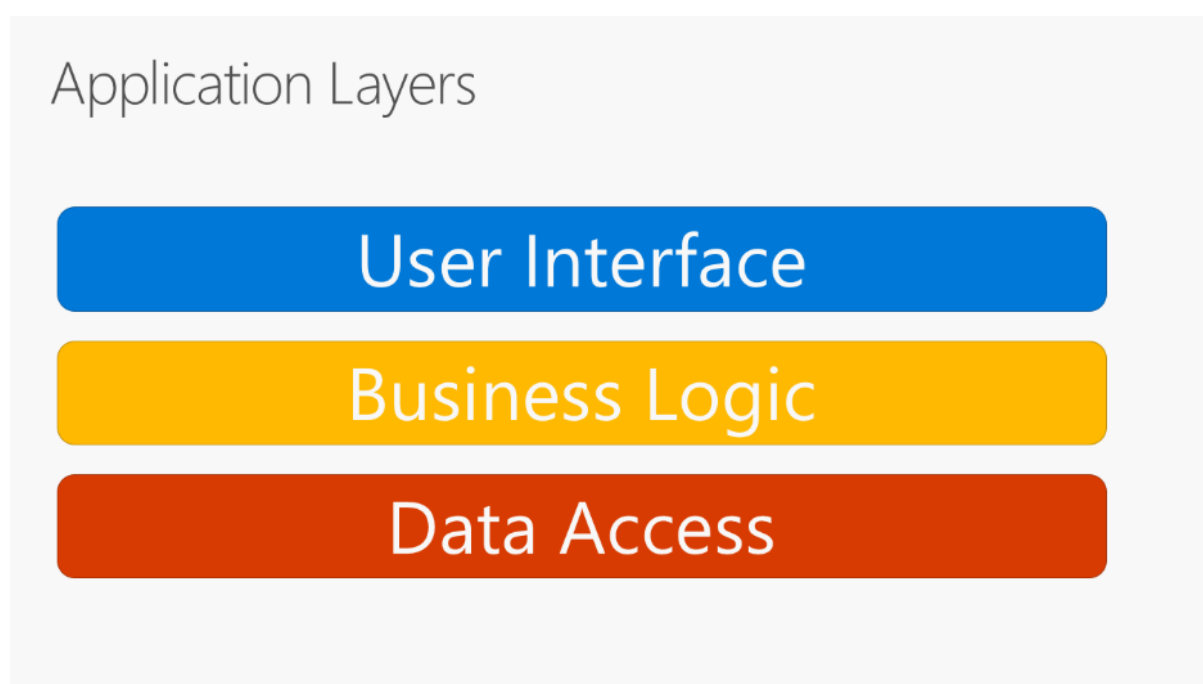 Application Layers
User Interface
Business Logic
Data Access